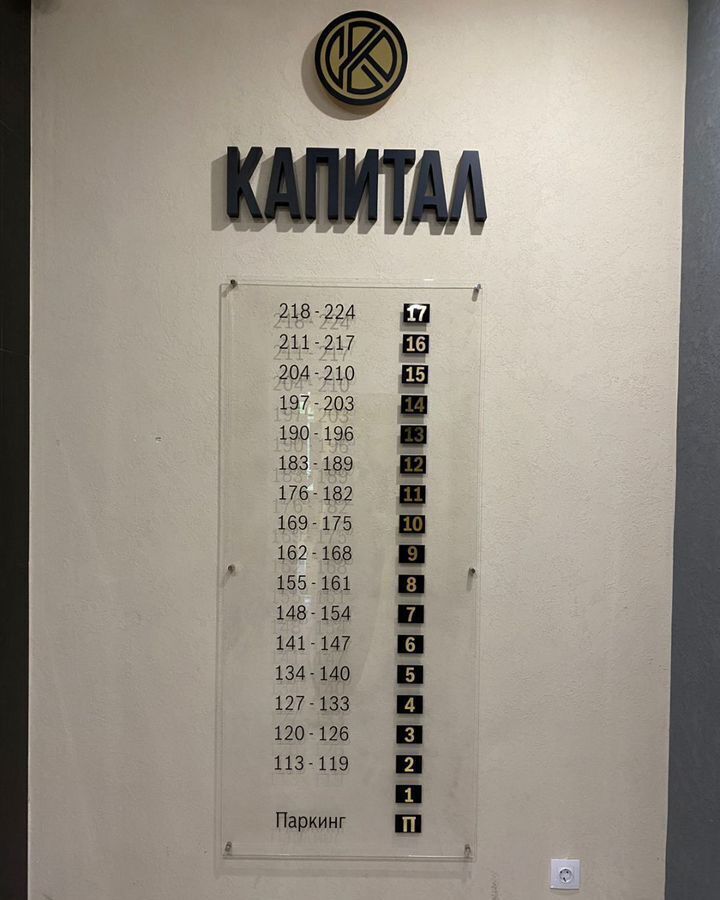 КАПИТАЛ
218 - 224 17
211 - 217 16
204 - 210 15
197 - 203 14
190 - 196 13
183 - 189 12
176 - 182 11
169 - 175 10
162 - 168 9
155 - 161 8
148 - 154 7
141 - 147 6
134 - 140 5
127 - 133 4
120 - 126 3
113 - 119 2
1
Паркинг П